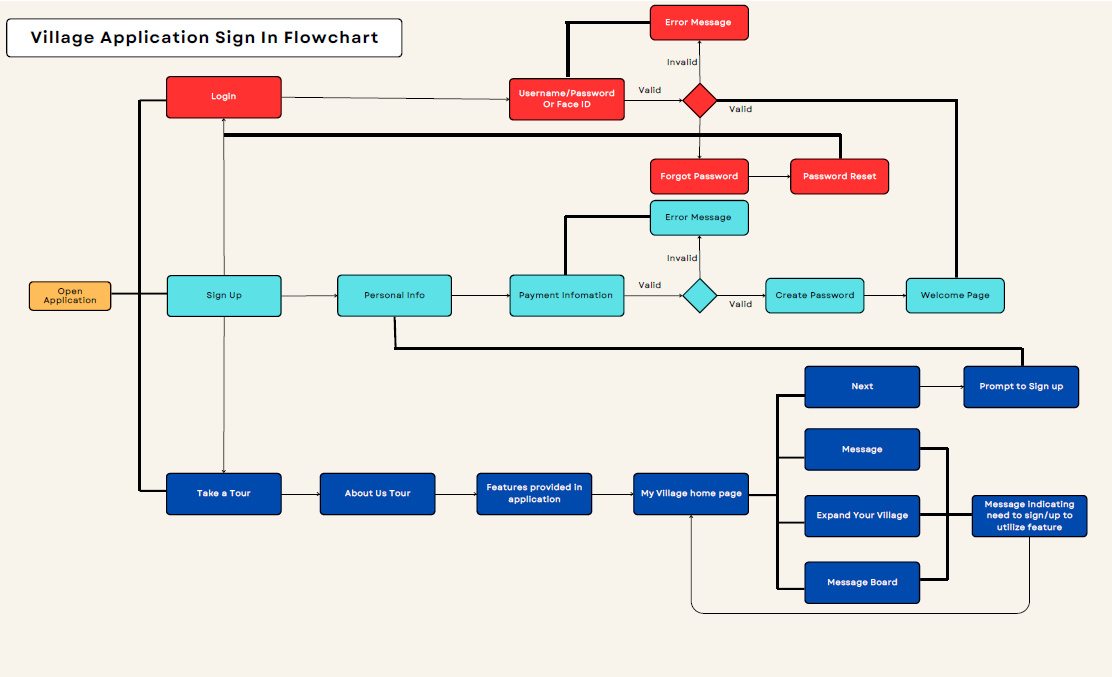 Village Application Sign In Flowchart
Error Message
Invalid
Login
Username/Password
Or Face ID
Valid
Valid
Forgot Password
Password Reset
Error Message
Invalid
Open
Application
Sign Up
Personal Info
Payment Infomation
Valid
Valid
Create Password
Welcome Page
Next
Prompt to Sign up
Message
Take a Tour
About Us Tour
Features provided in
application
My Village home page
Expand Your Village
Message indicating
need to sign/up to
utilize feature
Message Board